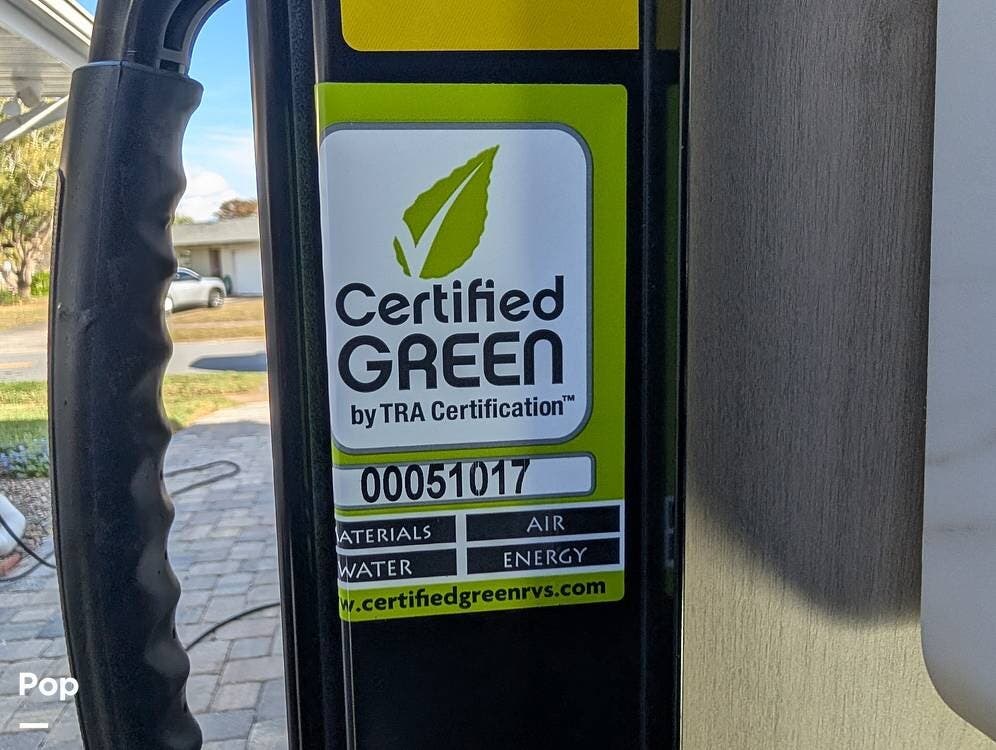 Certified
GREEN
by TRA Certification™
00051017
ATERIALS AIR
WATER ENERGY
w.certifiedgreenrvs.com
Pop